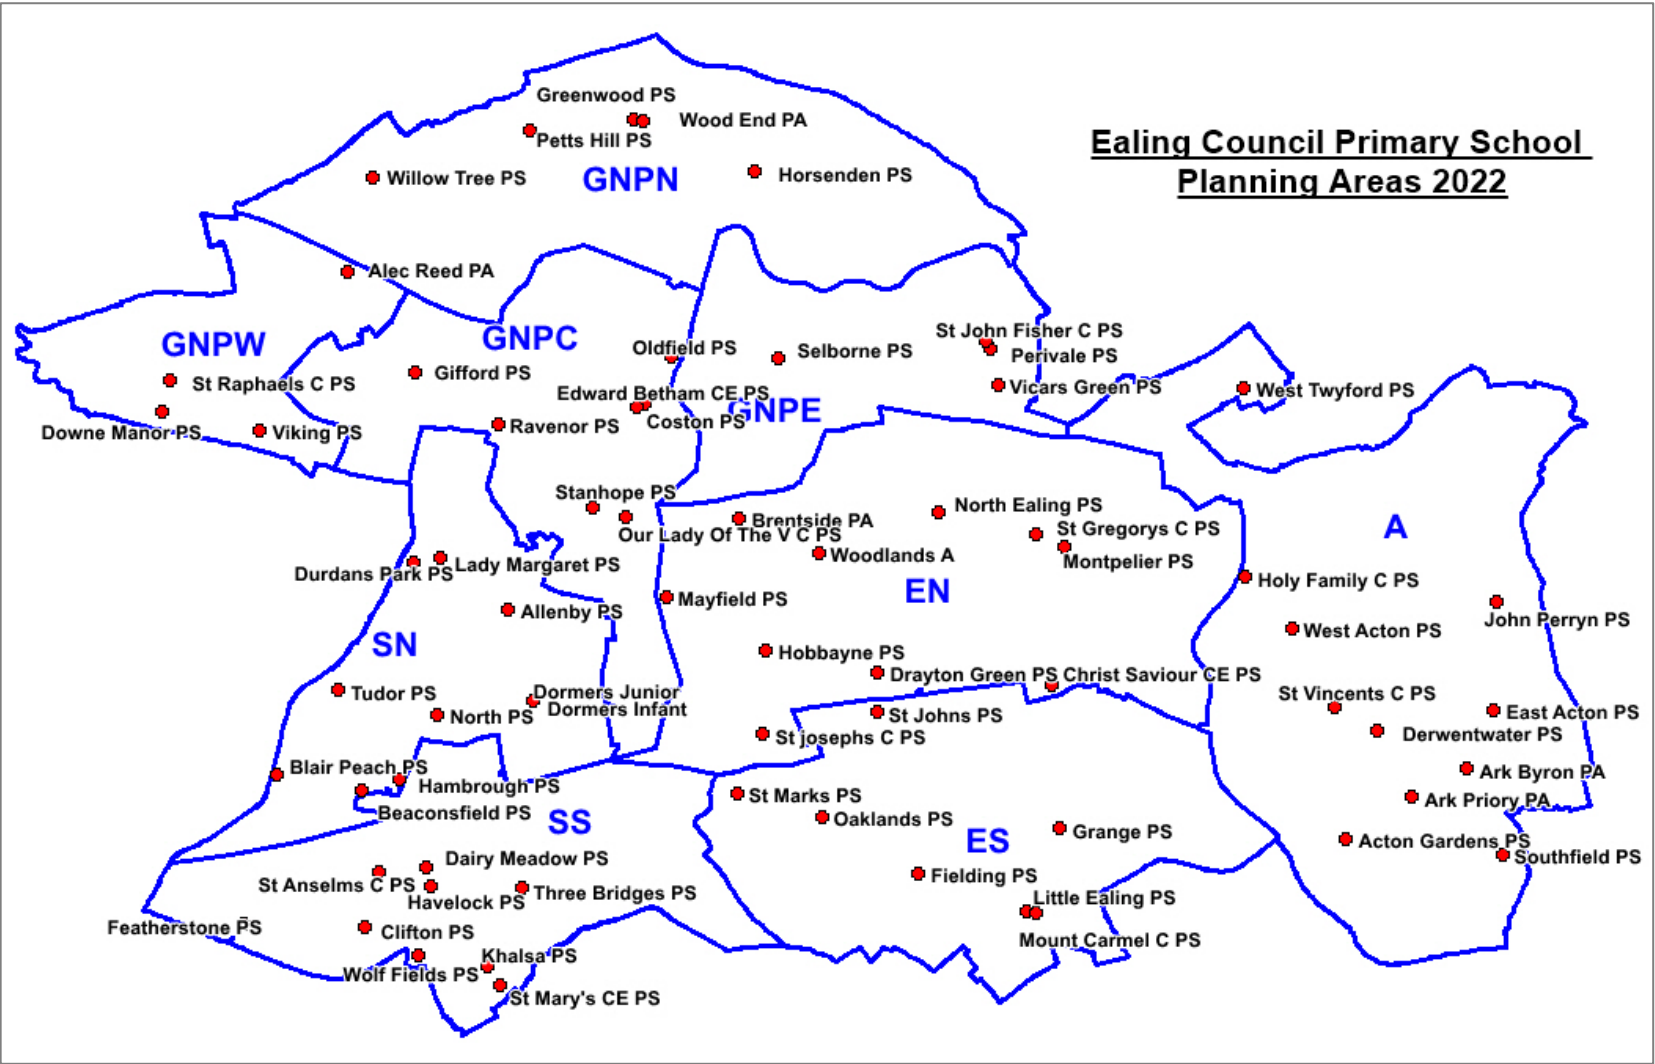 Ealing Council Primary School
Planning Areas 2022
Greenwood PS
Wood End PA
Petts Hill PS
Willow Tree PS
GNPN
Horsenden PS
Alec Reed PA
GNPW
GNPC
St John Fisher C PS
Oldfield PS
Selborne PS
Perivale PS
St Raphaels C PS
Gifford PS
Edward Betham CE PS
Vicars Green PS
West Twyford PS
GNPE
Downe Manor PS
Viking PS
Ravenor PS
Coston PS
Stanhope PS
North Ealing PS
Brentside PA
St Gregorys C PS
A
Our Lady Of The V C PS
Woodlands A
Montpelier PS
Durdans Park PS
Lady Margaret PS
Holy Family C PS
EN
Allenby PS
Mayfield PS
John Perryn PS
West Acton PS
SN
Hobbayne PS
Drayton Green PS
Christ Saviour CE PS
Tudor PS
Dormers Junior
Dormers Infant
St Vincents C PS
North PS
St Johns PS
East Acton PS
St josephs C PS
Derwentwater PS
Blair Peach PS
Hambrough PS
Ark Byron PA
Beaconsfield PS
St Marks PS
Ark Priory PA
SS
Oaklands PS
ES
Grange PS
Acton Gardens PS
Southfield PS
Dairy Meadow PS
St Anselms C PS
Fielding PS
Havelock PS
Three Bridges PS
Little Ealing PS
Featherstone PS
Clifton PS
Mount Carmel C PS
Khalsa PS
Wolf Fields PS
St Mary's CE PS